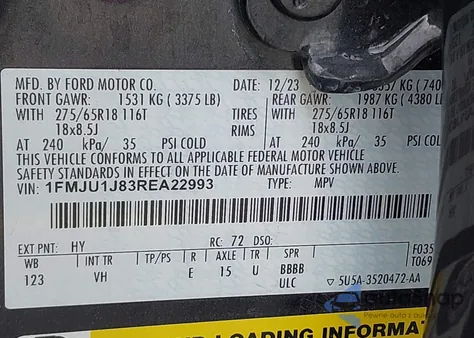 MFD. BY FORD MOTOR CO. 12/23 KG (740
FRONT GAWR: 1531 KG ( 3375 LB) REAR GAWR: 1987 KG ( 4380 LB
WITH 275/65R18 116T TIRES WITH 275/65R18 116T
18x8.5J RIMS 18x8.5J
AT 240 kPa/ 35 PSI COLD AT 240 kPa/ 35 PSI COLD
THIS VEHICLE CONFORMS TO ALL APPLICABLE FEDERAL MOTOR VEHICLE
SAFETY STANDARDS IN EFFECT ON THE DATE OF MANUFACTURE SHOWN ABOVE.
VIN: 1FMJU1J83REA22993 TYPE: MPV
EXT PNT: HY RC: 72 DSO: F035
WB INT TR TP/PS R AXLE TR SPR T069
123 VH E 15 U BBBB
ULC ▽ 5U5A-3520472-AA
LOADING INFORMA